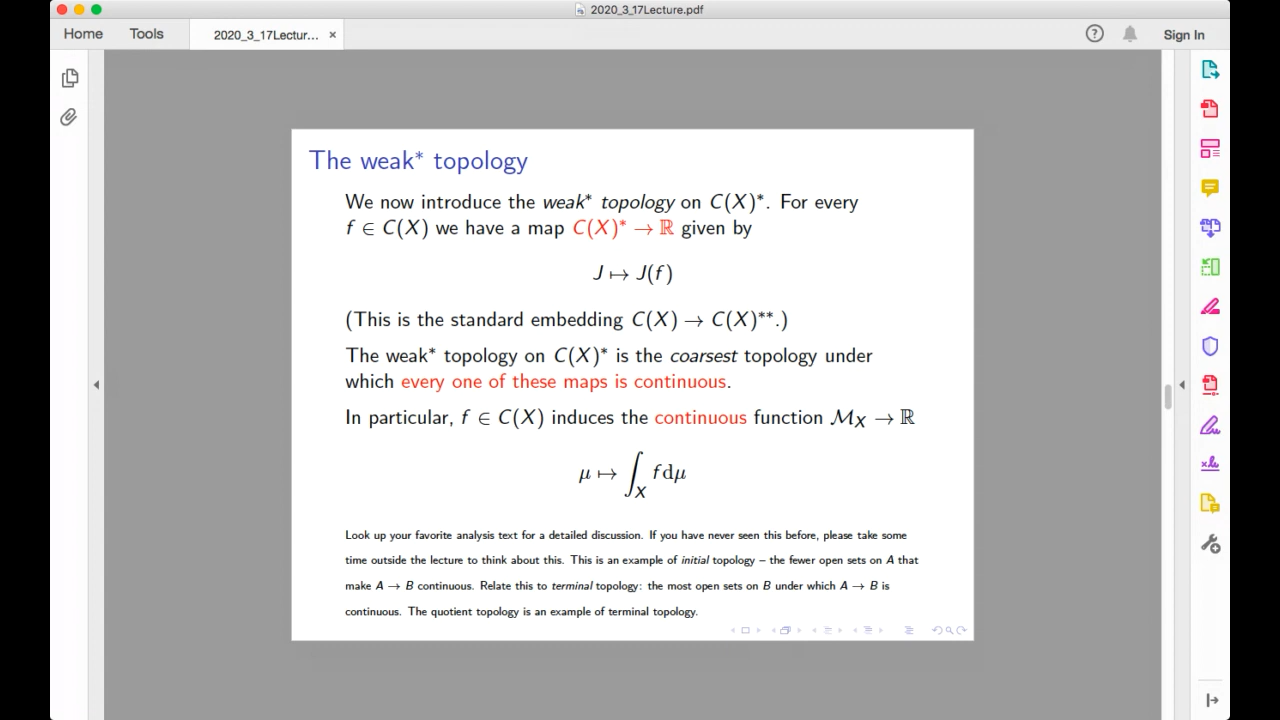 2020_3_17Lecture.pdf
Home Tools 2020_3_17Lectur... × ? Sign In
The weak* topology
We now introduce the weak* topology on C(X)*. For every
f ∈ C(X) we have a map C(X)* → ℝ given by
J ↦ J(f)
(This is the standard embedding C(X) → C(X)**.)
The weak* topology on C(X)* is the coarsest topology under
which every one of these maps is continuous.
In particular, f ∈ C(X) induces the continuous function ℳ_X → ℝ
μ ↦ ∫_X f dμ
Look up your favorite analysis text for a detailed discussion. If you have never seen this before, please take some
time outside the lecture to think about this. This is an example of initial topology – the fewer open sets on A that
make A → B continuous. Relate this to terminal topology: the most open sets on B under which A → B is
continuous. The quotient topology is an example of terminal topology.